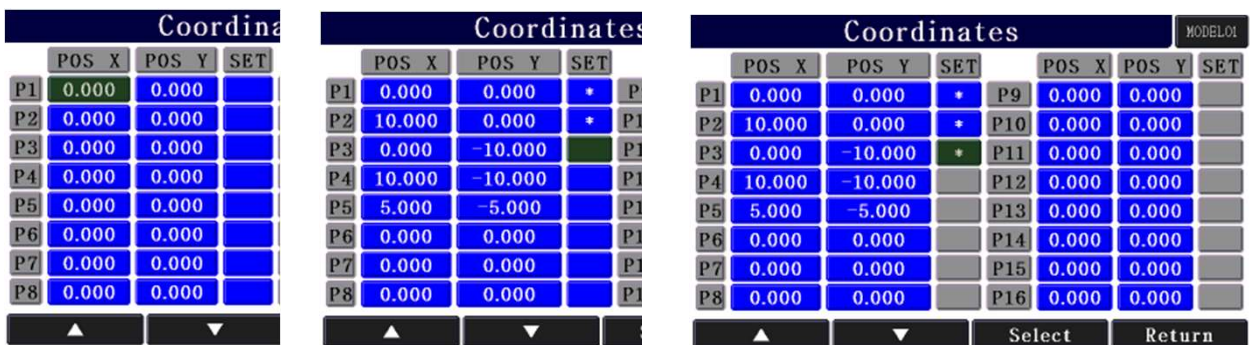 Coordina
POS X POS Y SET
P1 0.000 0.000
P2 0.000 0.000
P3 0.000 0.000
P4 0.000 0.000
P5 0.000 0.000
P6 0.000 0.000
P7 0.000 0.000
P8 0.000 0.000
▲ ▼
Coordinates
POS X POS Y SET
P1 0.000 0.000 * P
P2 10.000 0.000 * P1
P3 0.000 -10.000 P1
P4 10.000 -10.000 P1
P5 5.000 -5.000 P1
P6 0.000 0.000 P1
P7 0.000 0.000 P1
P8 0.000 0.000 P1
▲ ▼
Coordinates MODEL01
POS X POS Y SET POS X POS Y SET
P1 0.000 0.000 * P9 0.000 0.000
P2 10.000 0.000 * P10 0.000 0.000
P3 0.000 -10.000 * P11 0.000 0.000
P4 10.000 -10.000 P12 0.000 0.000
P5 5.000 -5.000 P13 0.000 0.000
P6 0.000 0.000 P14 0.000 0.000
P7 0.000 0.000 P15 0.000 0.000
P8 0.000 0.000 P16 0.000 0.000
▲ ▼ Select Return